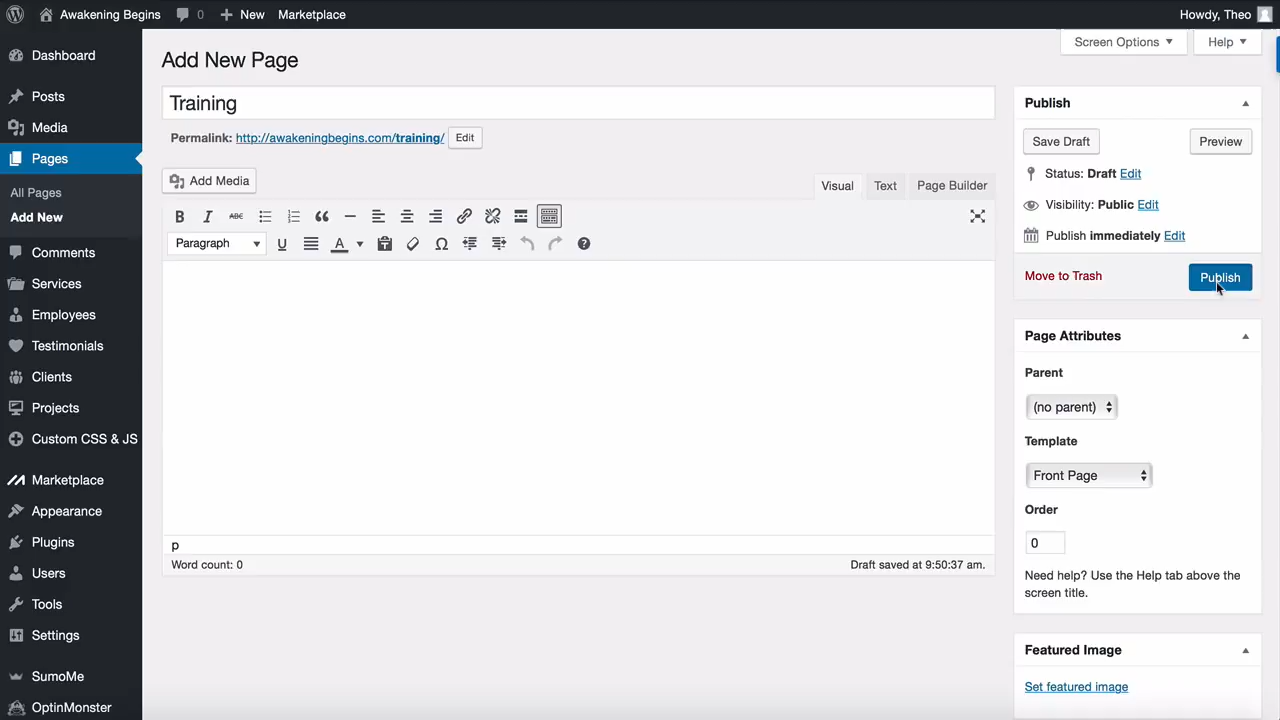 Awakening Begins 0 New Marketplace Howdy, Theo
Screen Options Help
Dashboard
Posts
Media
Pages
All Pages
Add New
Comments
Services
Employees
Testimonials
Clients
Projects
Custom CSS & JS
Marketplace
Appearance
Plugins
Users
Tools
Settings
SumoMe
OptinMonster
Add New Page
Training
Permalink: http://awakeningbegins.com/training/ Edit
Add Media
Visual Text Page Builder
B I ABC
Paragraph U A Ω
p
Word count: 0 Draft saved at 9:50:37 am.
Publish
Save Draft Preview
Status: Draft Edit
Visibility: Public Edit
Publish immediately Edit
Move to Trash Publish
Page Attributes
Parent
(no parent)
Template
Front Page
Order
0
Need help? Use the Help tab above the
screen title.
Featured Image
Set featured image